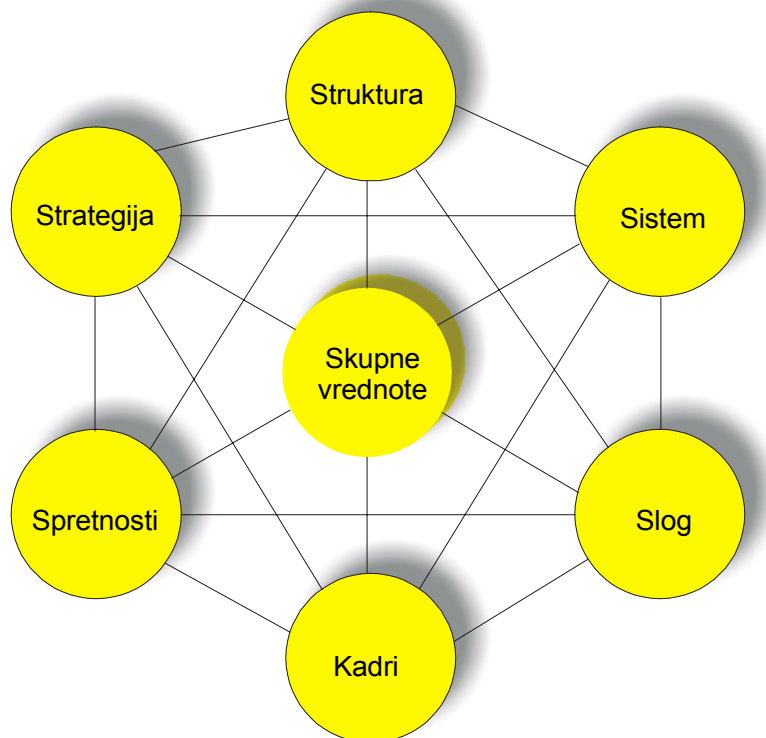 Struktura
Strategija
Sistem
Skupne
vrednote
Spretnosti
Slog
Kadri